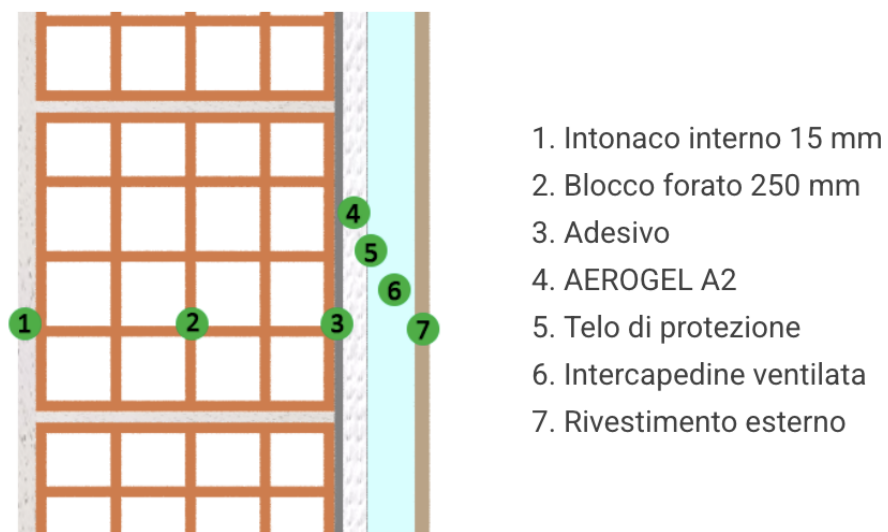 1. Intonaco interno 15 mm
2. Blocco forato 250 mm
3. Adesivo
4. AEROGEL A2
5. Telo di protezione
6. Intercapedine ventilata
7. Rivestimento esterno
4
5
6
1
2
3
7